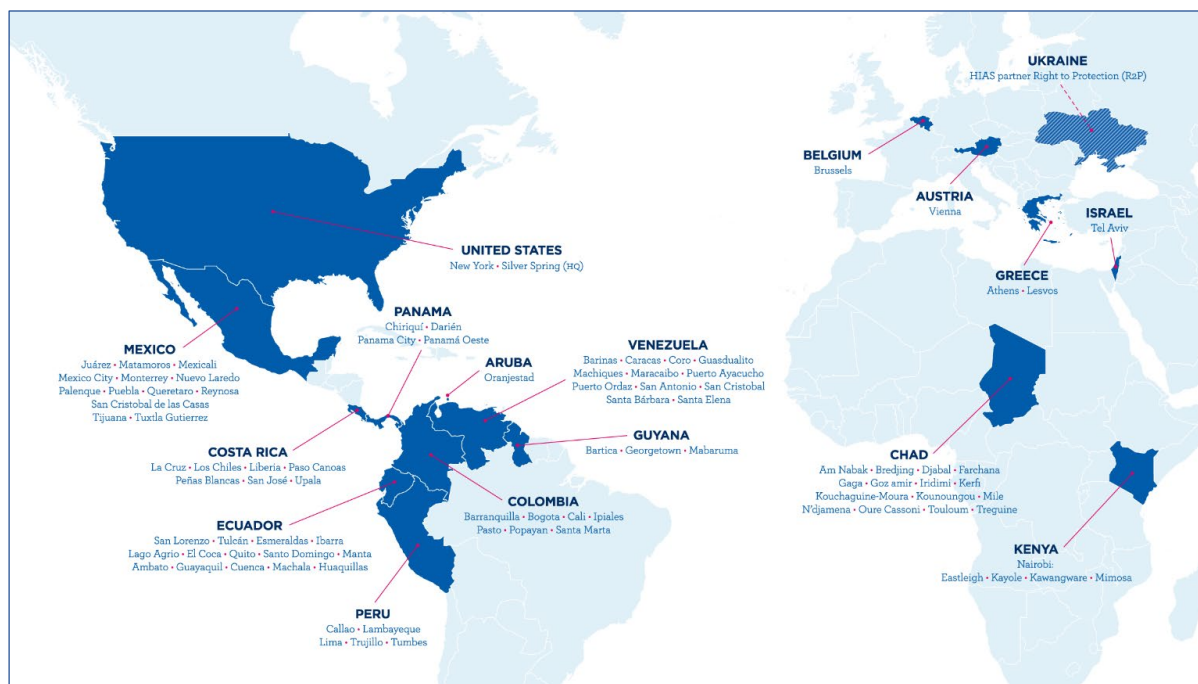 UKRAINE
HIAS partner Right to Protection (R2P)
BELGIUM
Brussels
AUSTRIA
Vienna
ISRAEL
Tel Aviv
GREECE
Athens • Lesvos
UNITED STATES
New York • Silver Spring (HQ)
PANAMA
Chiriquí • Darién
Panama City • Panamá Oeste
MEXICO
Juárez • Matamoros • Mexicali
Mexico City • Monterrey • Nuevo Laredo
Palenque • Puebla • Queretaro • Reynosa
San Cristobal de las Casas
Tijuana • Tuxtla Gutierrez
ARUBA
Oranjestad
VENEZUELA
Barinas • Caracas • Coro • Guasdualito
Machiques • Maracaibo • Puerto Ayacucho
Puerto Ordaz • San Antonio • San Cristobal
Santa Bárbara • Santa Elena
GUYANA
Bartica • Georgetown • Mabaruma
COSTA RICA
La Cruz • Los Chiles • Liberia • Paso Canoas
Peñas Blancas • San José • Upala
COLOMBIA
Barranquilla • Bogota • Cali • Ipiales
Pasto • Popayan • Santa Marta
ECUADOR
San Lorenzo • Tulcán • Esmeraldas • Ibarra
Lago Agrio • El Coca • Quito • Santo Domingo • Manta
Ambato • Guayaquil • Cuenca • Machala • Huaquillas
PERU
Callao • Lambayeque
Lima • Trujillo • Tumbes
CHAD
Am Nabak • Bredjing • Djabal • Farchana
Gaga • Goz amir • Iridimi • Kerfi
Kouchaguine-Moura • Kounoungou • Mile
N'djamena • Oure Cassoni • Touloum • Treguine
KENYA
Nairobi:
Eastleigh • Kayole • Kawangware • Mimosa